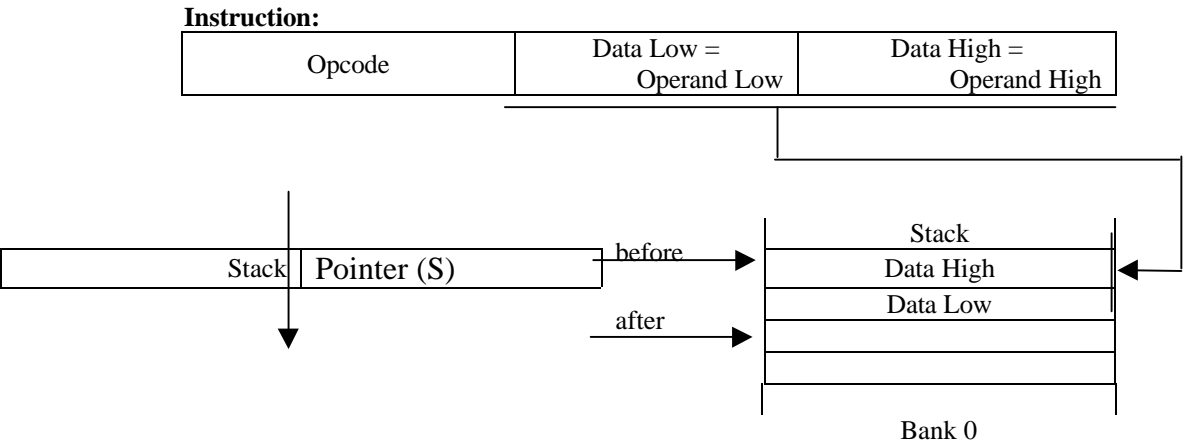 Instruction:
Opcode
Data Low =
Operand Low
Data High =
Operand High
Stack Pointer (S)
before
after
Stack
Data High
Data Low
Bank 0